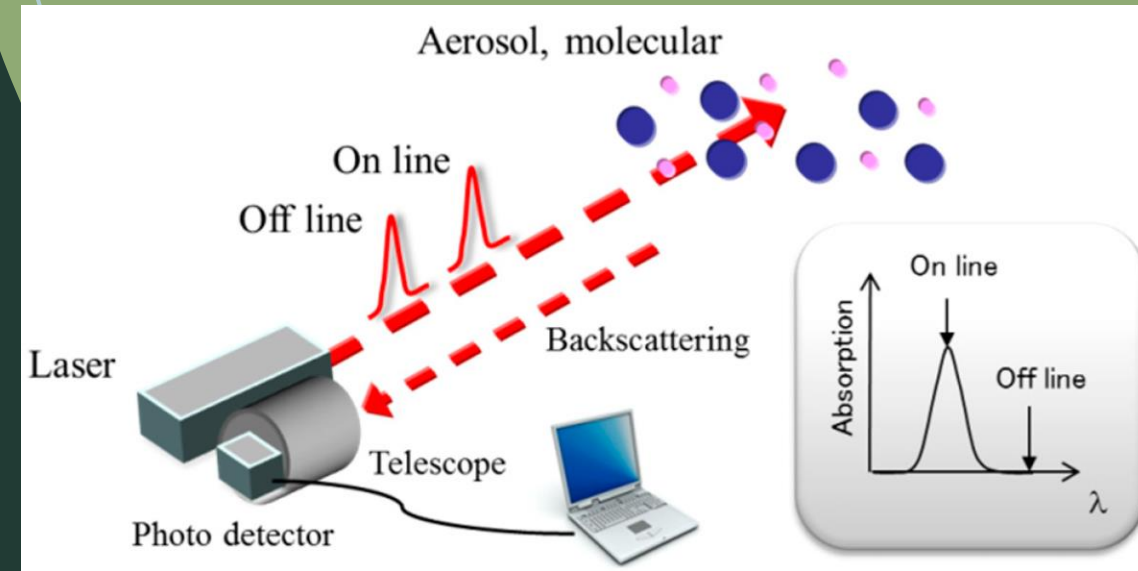 Aerosol, molecular
On line
Off line
Laser
Backscattering
Telescope
Photo detector
On line
Off line
Absorption
λ